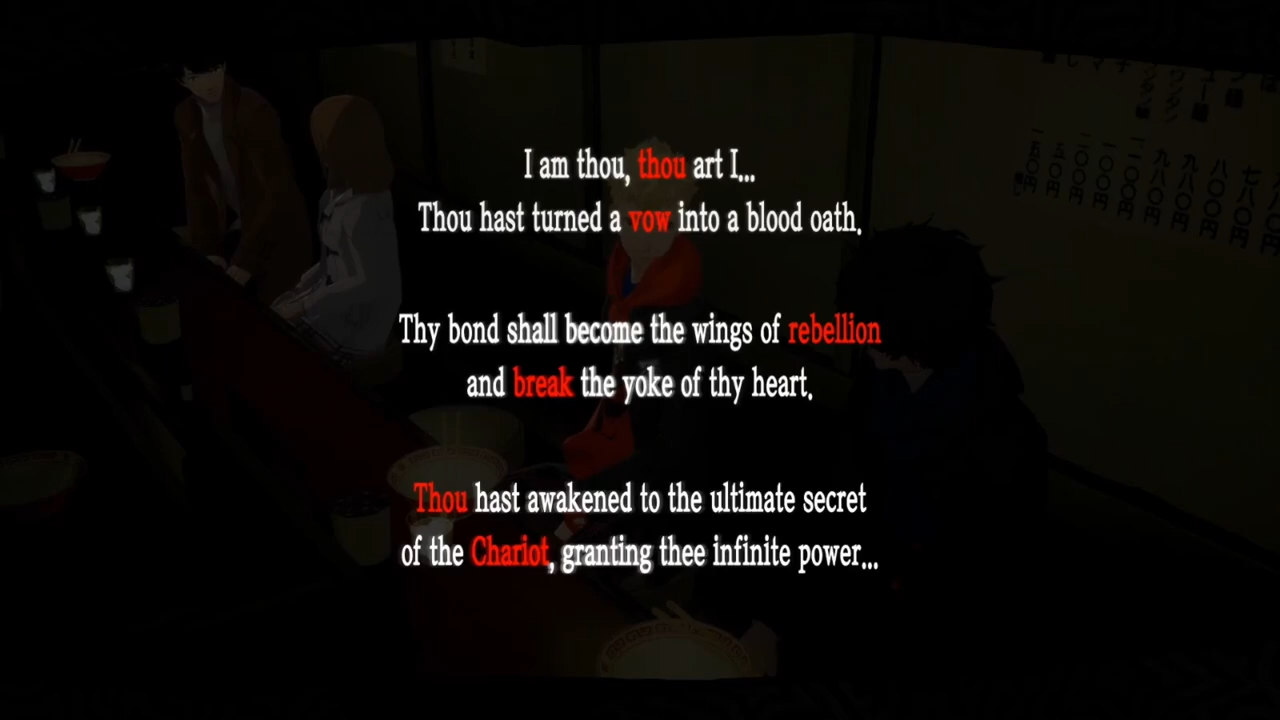 I am thou, thou art I...
Thou hast turned a vow into a blood oath.
Thy bond shall become the wings of rebellion
and break the yoke of thy heart.
Thou hast awakened to the ultimate secret
of the Chariot, granting thee infinite power...